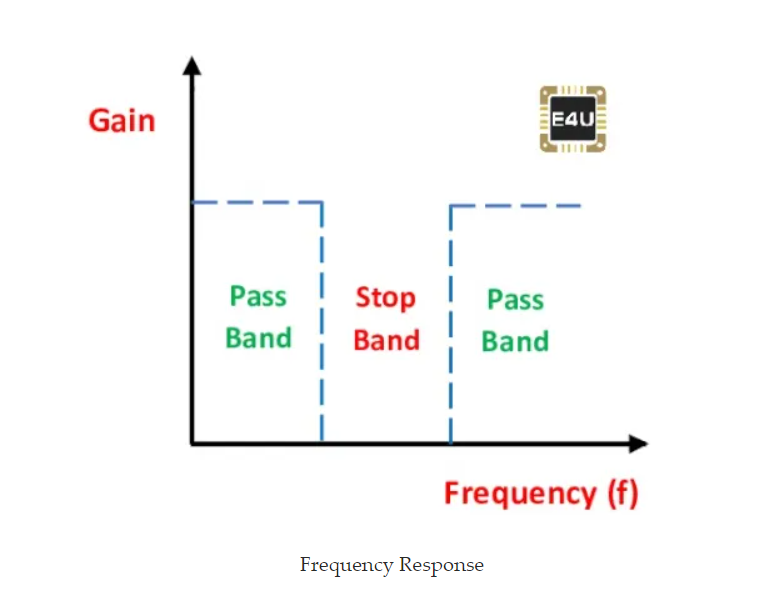 Gain
E4U
Pass
Band
Stop
Band
Pass
Band
Frequency (f)
Frequency Response